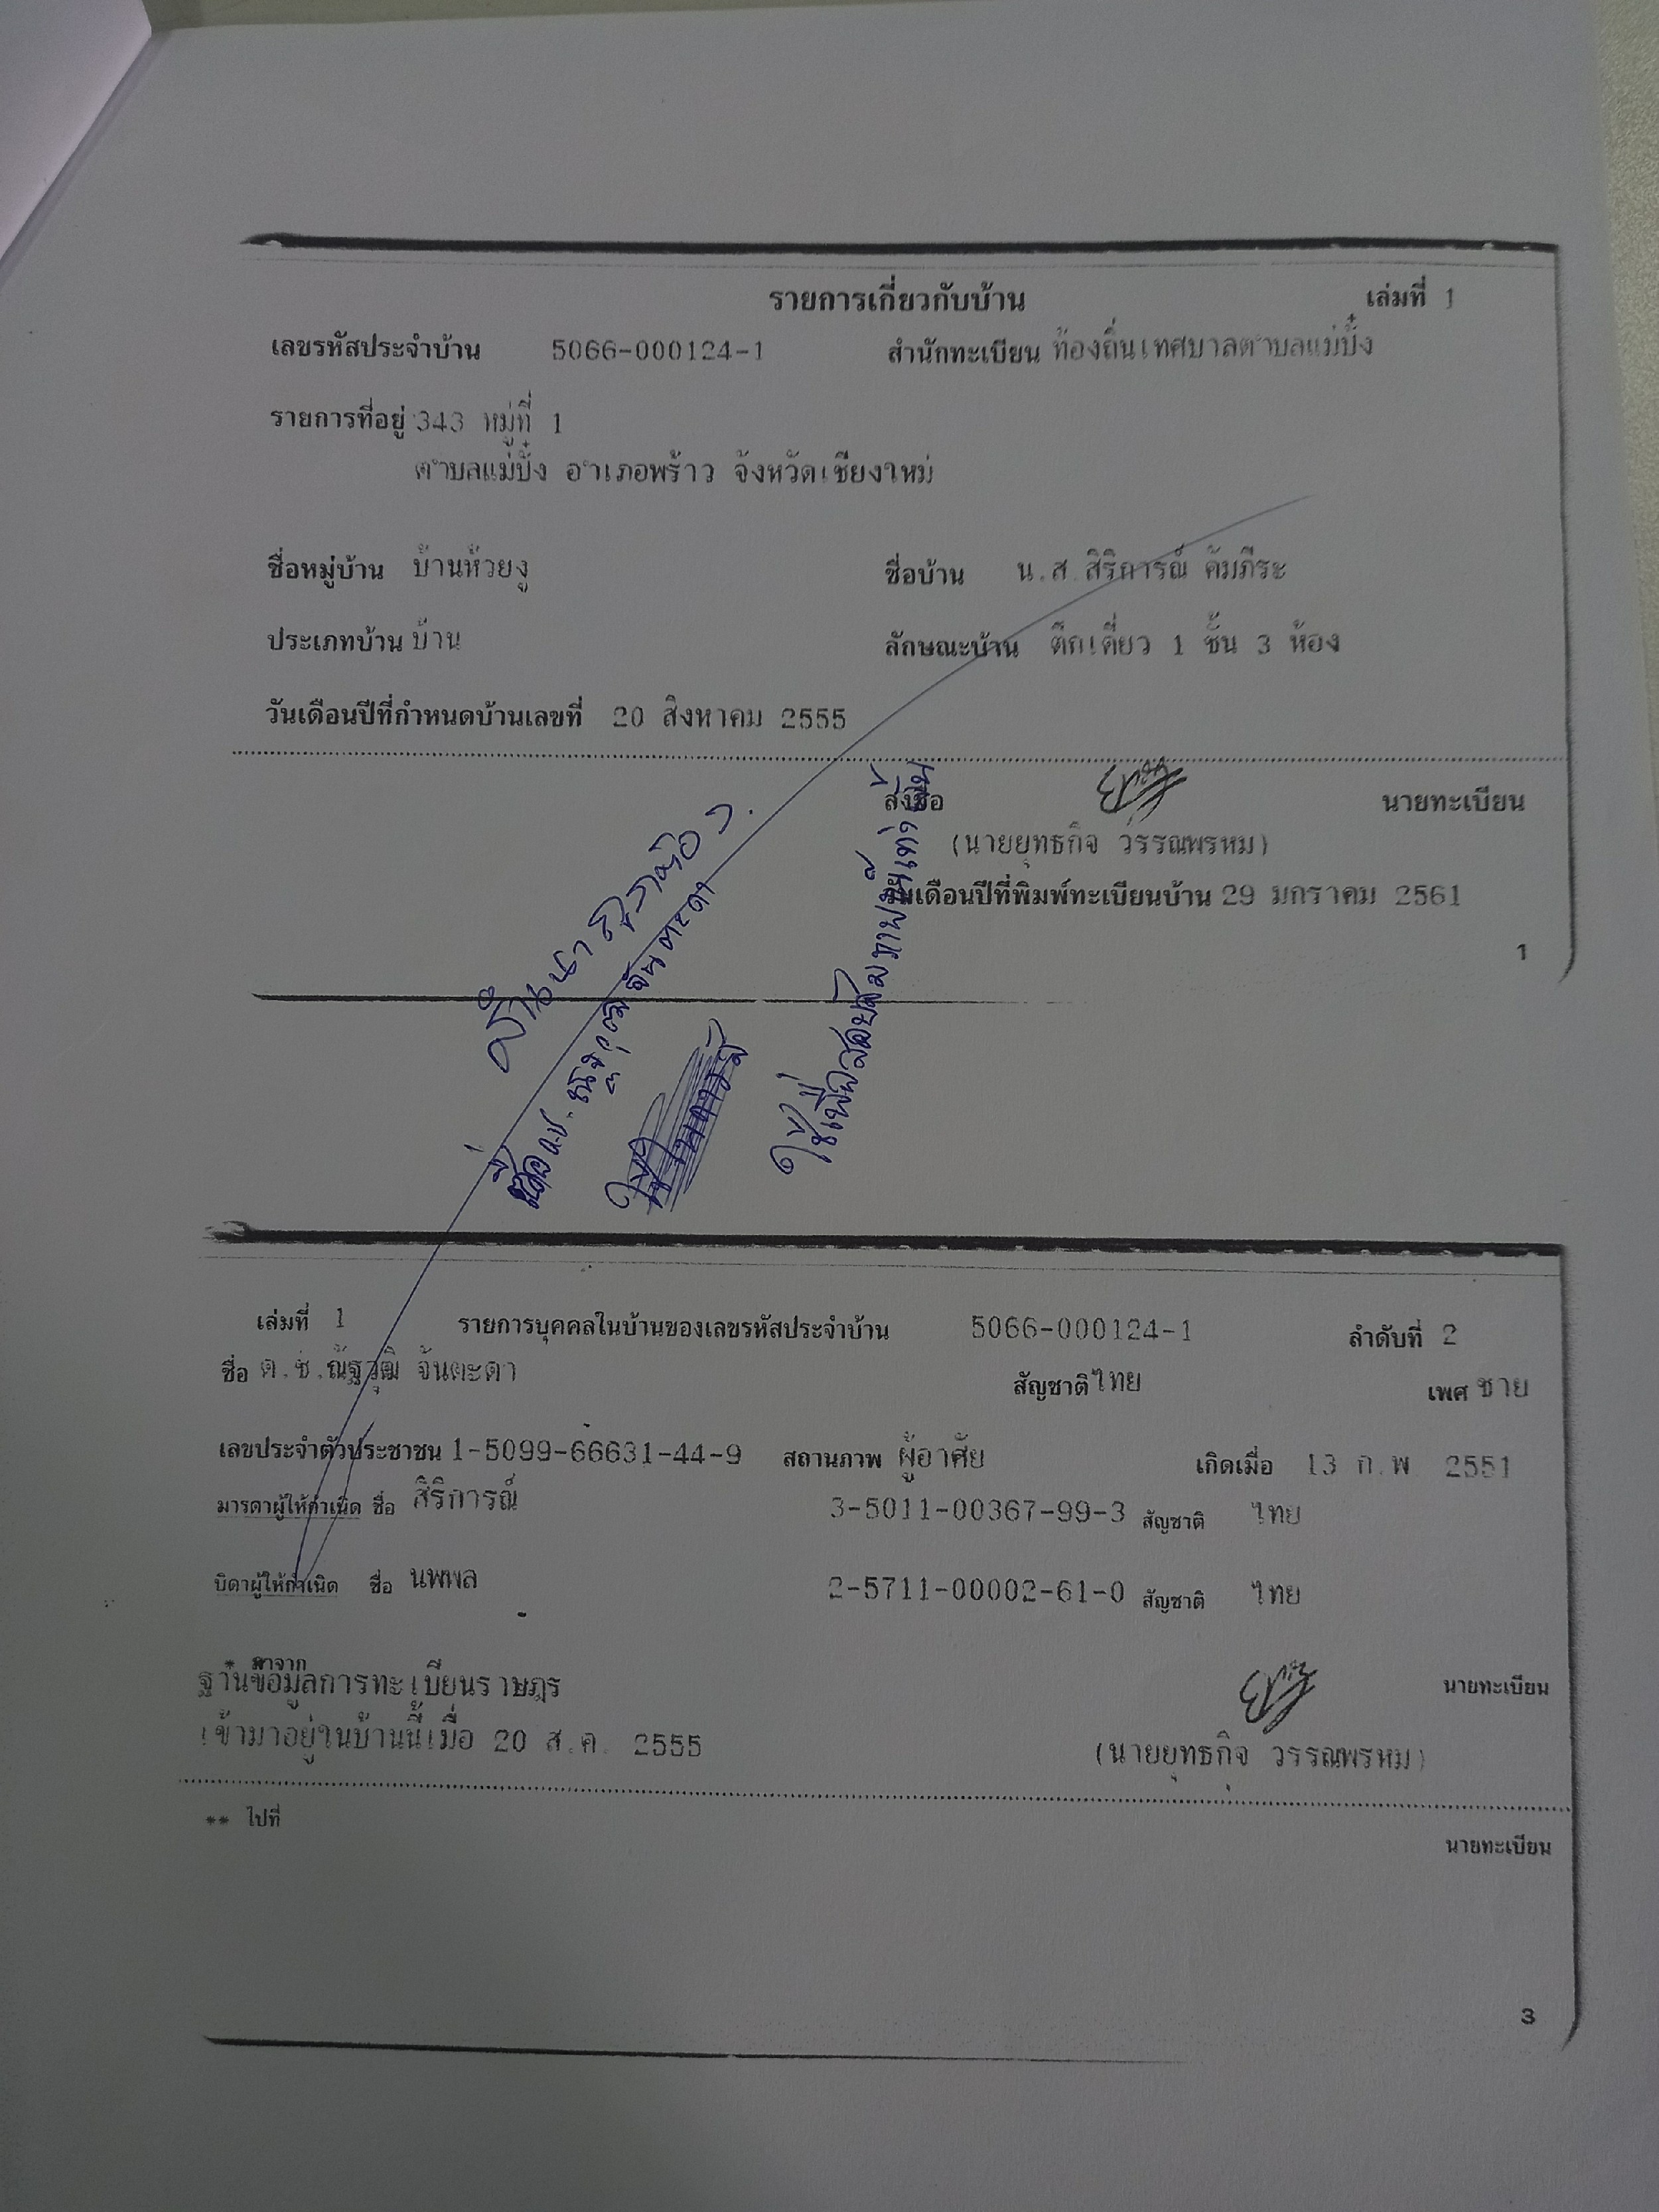 รายการเกี่ยวกับบ้าน เล่มที่ 1
เลขรหัสประจำบ้าน 5066-000124-1 สำนักทะเบียน ท้องถิ่นเทศบาลตำบลแม่ปั๋ง
รายการที่อยู่ 343 หมู่ที่ 1
ตำบลแม่ปั๋ง อำเภอพร้าว จังหวัดเชียงใหม่
ชื่อหมู่บ้าน บ้านห้วยงู ชื่อบ้าน น.ส.สิริการณ์ คัมภีระ
ประเภทบ้าน บ้าน ลักษณะบ้าน ตึกเดี่ยว 1 ชั้น 3 ห้อง
วันเดือนปีที่กำหนดบ้านเลขที่ 20 สิงหาคม 2555
ลงชื่อ นายทะเบียน
(นายยุทธกิจ วรรณพรหม)
วันเดือนปีที่พิมพ์ทะเบียนบ้าน 29 มกราคม 2561
1
สำเนาถูกต้อง
ชื่อ ด.ช. ณัฐวุฒิ จันตะดา
ใช้เพื่อสอบสัมภาษณ์เท่านั้น
เล่มที่ 1 รายการบุคคลในบ้านของเลขรหัสประจำบ้าน 5066-000124-1 ลำดับที่ 2
ชื่อ ด.ช.ณัฐวุฒิ จันตะดา สัญชาติ ไทย เพศ ชาย
เลขประจำตัวประชาชน 1-5099-66631-44-9 สถานภาพ ผู้อาศัย เกิดเมื่อ 13 ก.พ. 2551
มารดาผู้ให้กำเนิด ชื่อ สิริการณ์ 3-5011-00367-99-3 สัญชาติ ไทย
บิดาผู้ให้กำเนิด ชื่อ นพพล 2-5711-00002-61-0 สัญชาติ ไทย
* มาจาก
ฐานข้อมูลการทะเบียนราษฎร นายทะเบียน
เข้ามาอยู่ในบ้านนี้เมื่อ 20 ส.ค. 2555 (นายยุทธกิจ วรรณพรหม)
** ไปที่
นายทะเบียน
3